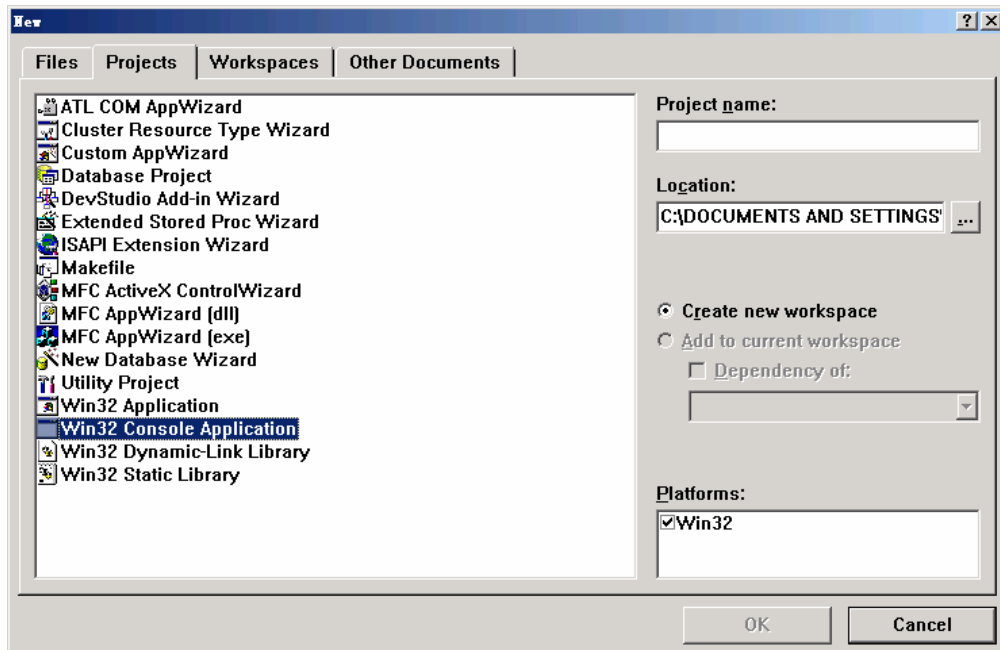 New
Files Projects Workspaces Other Documents
ATL COM AppWizard
Cluster Resource Type Wizard
Custom AppWizard
Database Project
DevStudio Add-in Wizard
Extended Stored Proc Wizard
ISAPI Extension Wizard
Makefile
MFC ActiveX ControlWizard
MFC AppWizard (dll)
MFC AppWizard (exe)
New Database Wizard
Utility Project
Win32 Application
Win32 Console Application
Win32 Dynamic-Link Library
Win32 Static Library
Project name:
Location:
C:\DOCUMENTS AND SETTINGS\
...
Create new workspace
Add to current workspace
Dependency of:
Platforms:
Win32
OK Cancel